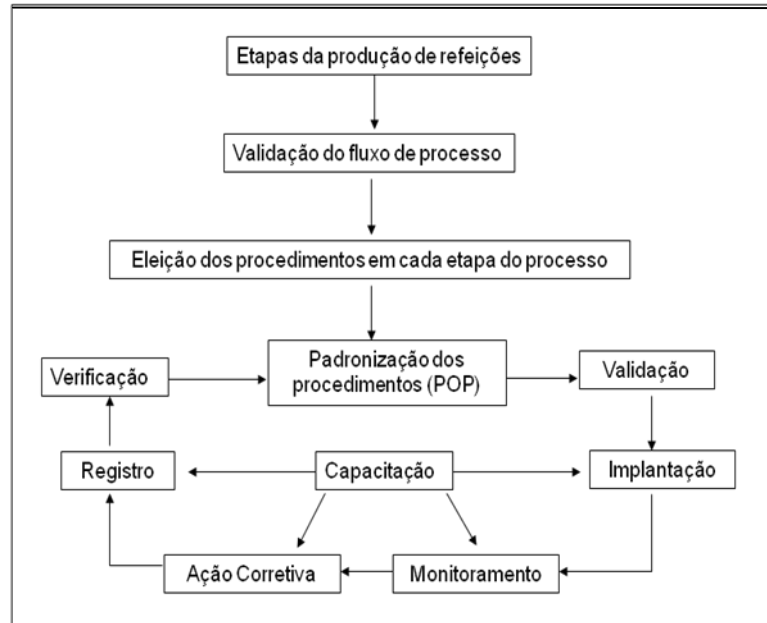 Etapas da produção de refeições
Validação do fluxo de processo
Eleição dos procedimentos em cada etapa do processo
Padronização dos
procedimentos (POP)
Verificação
Validação
Registro
Capacitação
Implantação
Ação Corretiva
Monitoramento